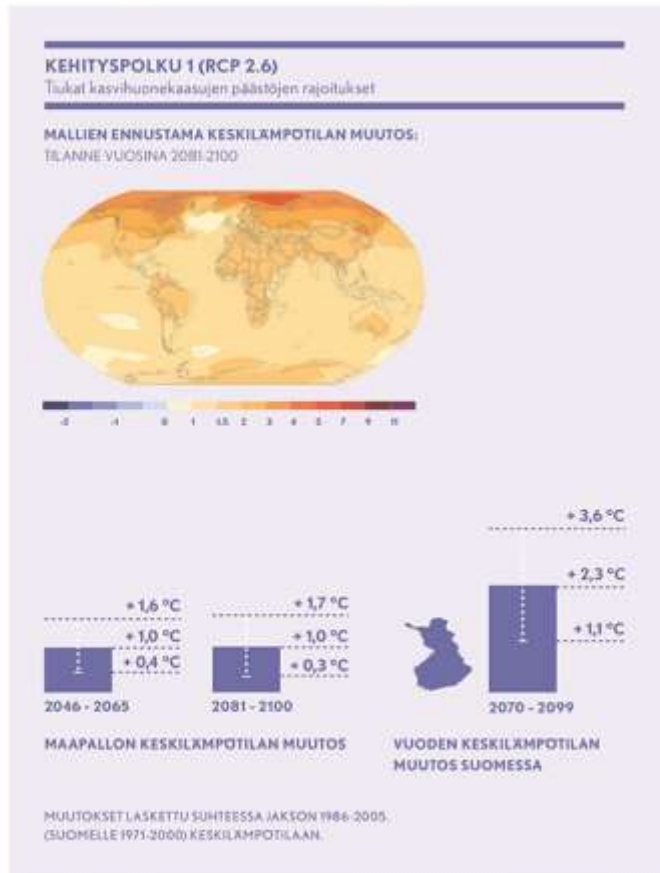 KEHITYSPOLKU 1 (RCP 2.6)
Tiukat kasvihuonekaasujen päästöjen rajoitukset
MALLIEN ENNUSTAMA KESKILÄMPÖTILAN MUUTOS:
TILANNE VUOSINA 2081-2100
-2 -1 0 1 1,5 2 3 4 5 7 9 11
+ 1,6 °C
+ 1,0 °C
+ 0,4 °C
2046 - 2065
+ 1,7 °C
+ 1,0 °C
+ 0,3 °C
2081 - 2100
MAAPALLON KESKILÄMPÖTILAN MUUTOS
+ 3,6 °C
+ 2,3 °C
+ 1,1 °C
2070 - 2099
VUODEN KESKILÄMPÖTILAN
MUUTOS SUOMESSA
MUUTOKSET LASKETTU SUHTEESSA JAKSON 1986-2005.
(SUOMELLE 1971-2000) KESKILÄMPÖTILAAN.